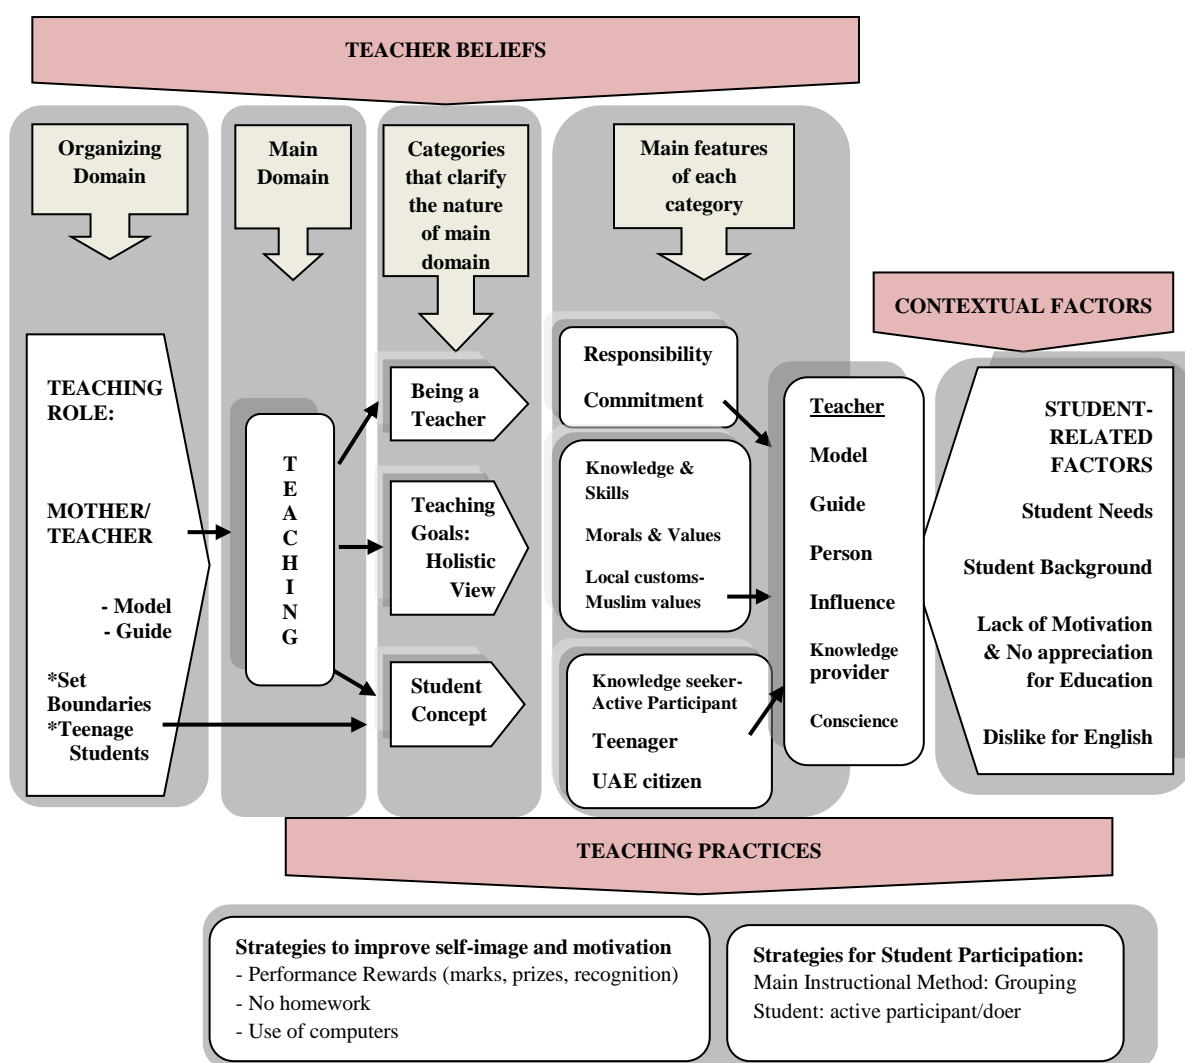 TEACHER BELIEFS
Organizing
Domain
Main
Domain
Categories
that clarify
the nature
of main
domain
Main features
of each
category
CONTEXTUAL FACTORS
TEACHING
ROLE:
MOTHER/
TEACHER
- Model
- Guide
*Set
Boundaries
*Teenage
Students
T
E
A
C
H
I
N
G
Being a
Teacher
Teaching
Goals:
Holistic
View
Student
Concept
Responsibility
Commitment
Knowledge &
Skills
Morals & Values
Local customs-
Muslim values
Knowledge seeker-
Active Participant
Teenager
UAE citizen
Teacher
Model
Guide
Person
Influence
Knowledge
provider
Conscience
STUDENT-
RELATED
FACTORS
Student Needs
Student Background
Lack of Motivation
& No appreciation
for Education
Dislike for English
TEACHING PRACTICES
Strategies to improve self-image and motivation
- Performance Rewards (marks, prizes, recognition)
- No homework
- Use of computers
Strategies for Student Participation:
Main Instructional Method: Grouping
Student: active participant/doer